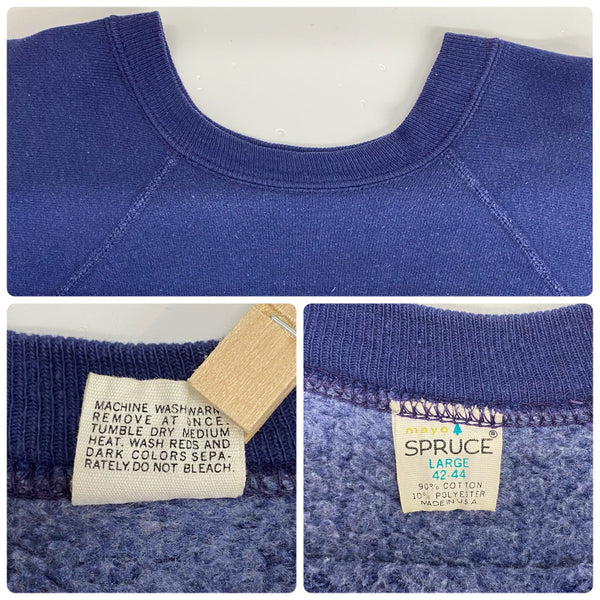 MACHINE WASH WARM
REMOVE AT ONCE.
TUMBLE DRY MEDIUM
HEAT. WASH REDS AND
DARK COLORS SEPA-
RATELY. DO NOT BLEACH.
mayo
SPRUCE®
LARGE
42-44
90% COTTON
10% POLYESTER
MADE IN U.S.A